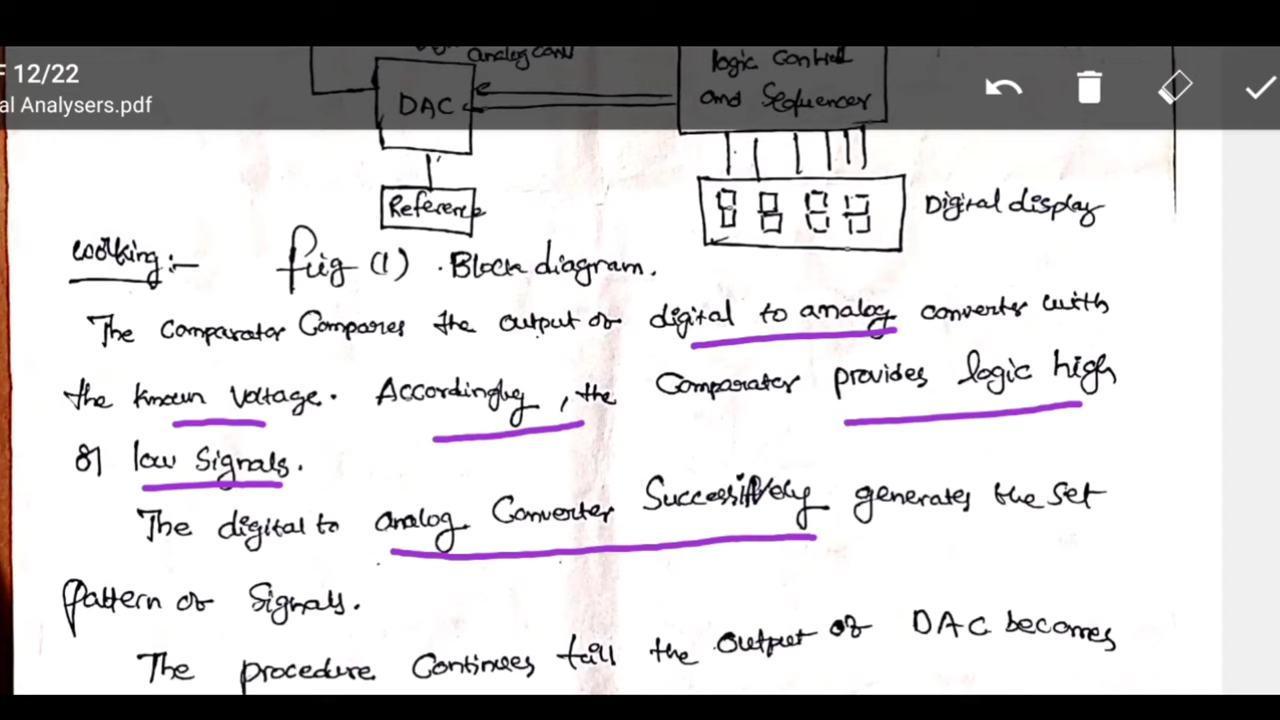 12/22
al Analysers.pdf
analog
DAC
logic Control
and Sequencer
Reference
Digital display
Working:-
fig (1) . Block diagram.
The Comparator Compares the output of digital to analog converter with
the known voltage. Accordingly, the Comparator provides logic high
or low signals.
The digital to analog Converter Successively generates the set
pattern of signals.
The procedure Continues till the output of DAC becomes